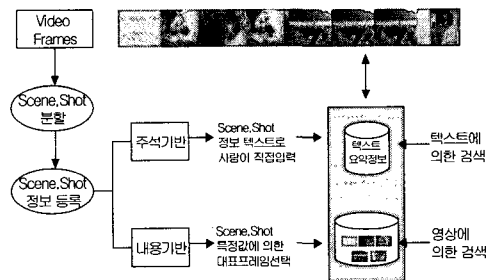 Video
Frames
Scene,Shot
분할
Scene,Shot
정보 등록
주석기반
Scene,Shot
정보 텍스트로
사람이 직접입력
텍스트
요약정보
텍스트에
의한 검색
내용기반
Scene,Shot
특정값에 의한
대표프레임선택
영상에
의한 검색